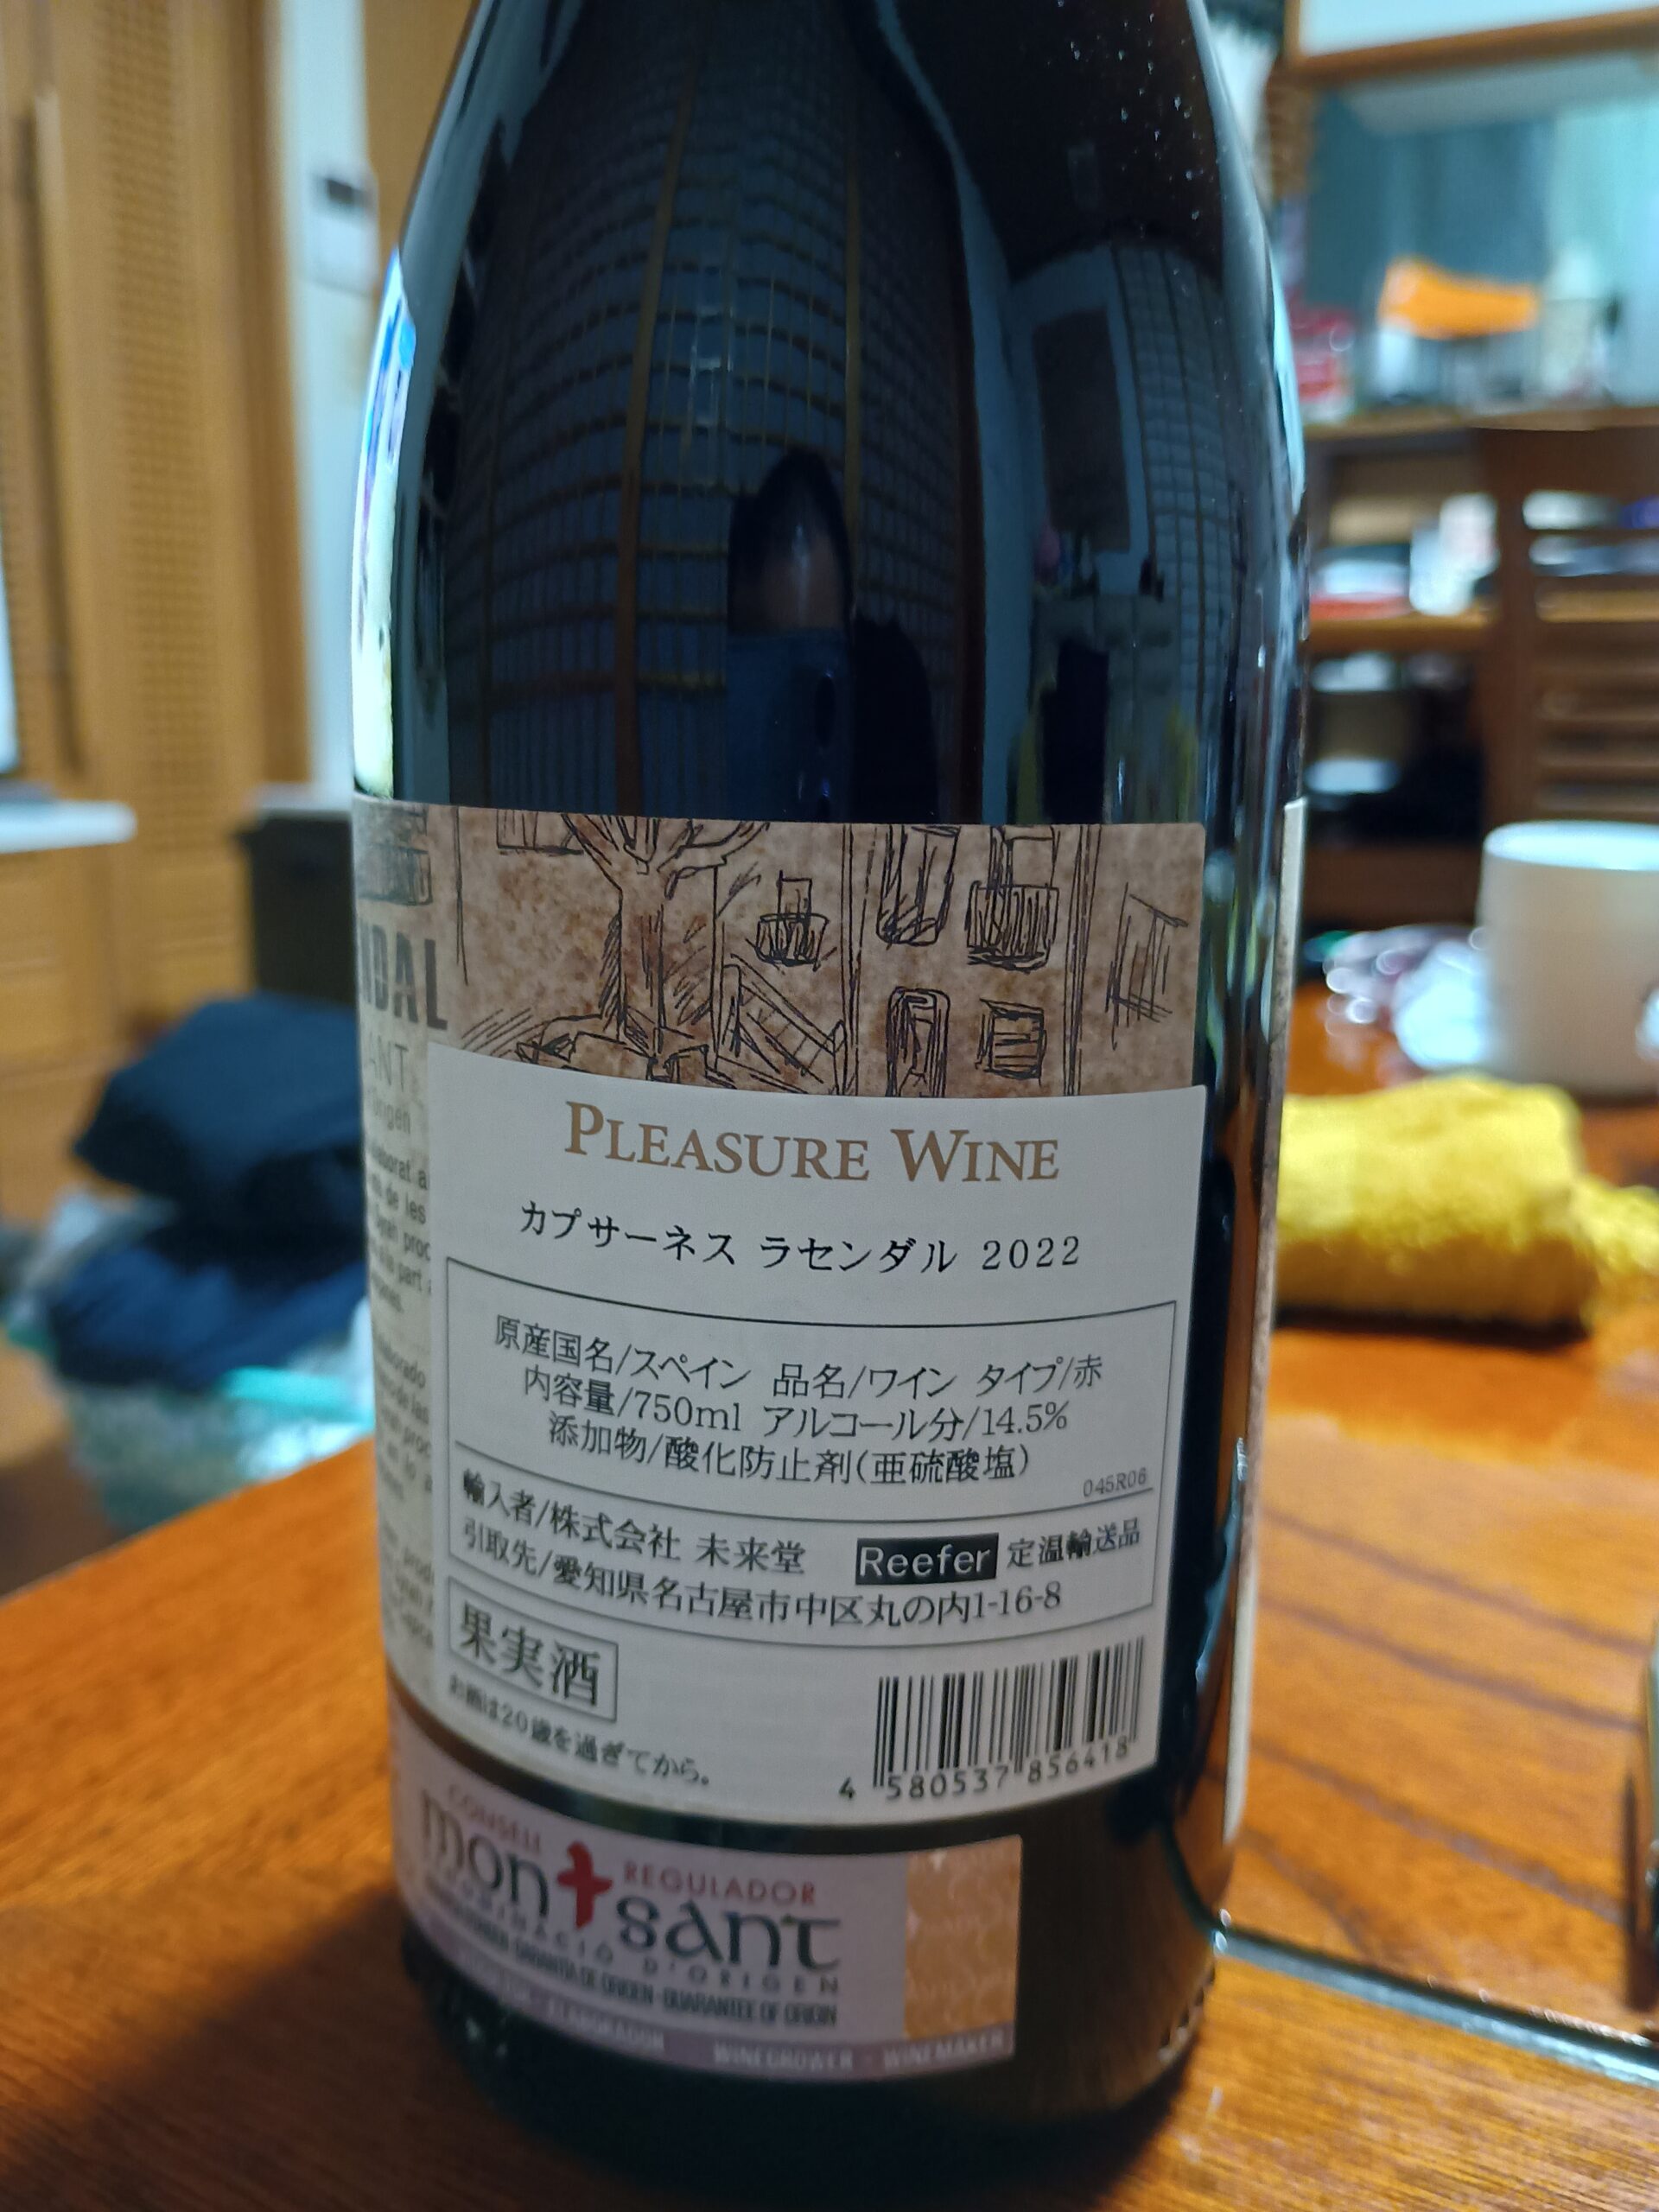 NDAL
PLEASURE WINE
カプサーネス ラセンダル 2022
原産国名/スペイン 品名/ワイン タイプ/赤
内容量/750ml アルコール分/14.5%
添加物/酸化防止剤(亜硫酸塩)
045R06
輸入者/株式会社 未来堂 Reefer 定温輸送品
引取先/愛知県名古屋市中区丸の内1-16-8
果実酒
お酒は20歳を過ぎてから。
4 580537 856418
CONSELL REGULADOR
montsant
D'ORIGEN
GARANTIA DE ORIGEN · GUARANTEE OF ORIGIN
WINEGROWER - WINEMAKER